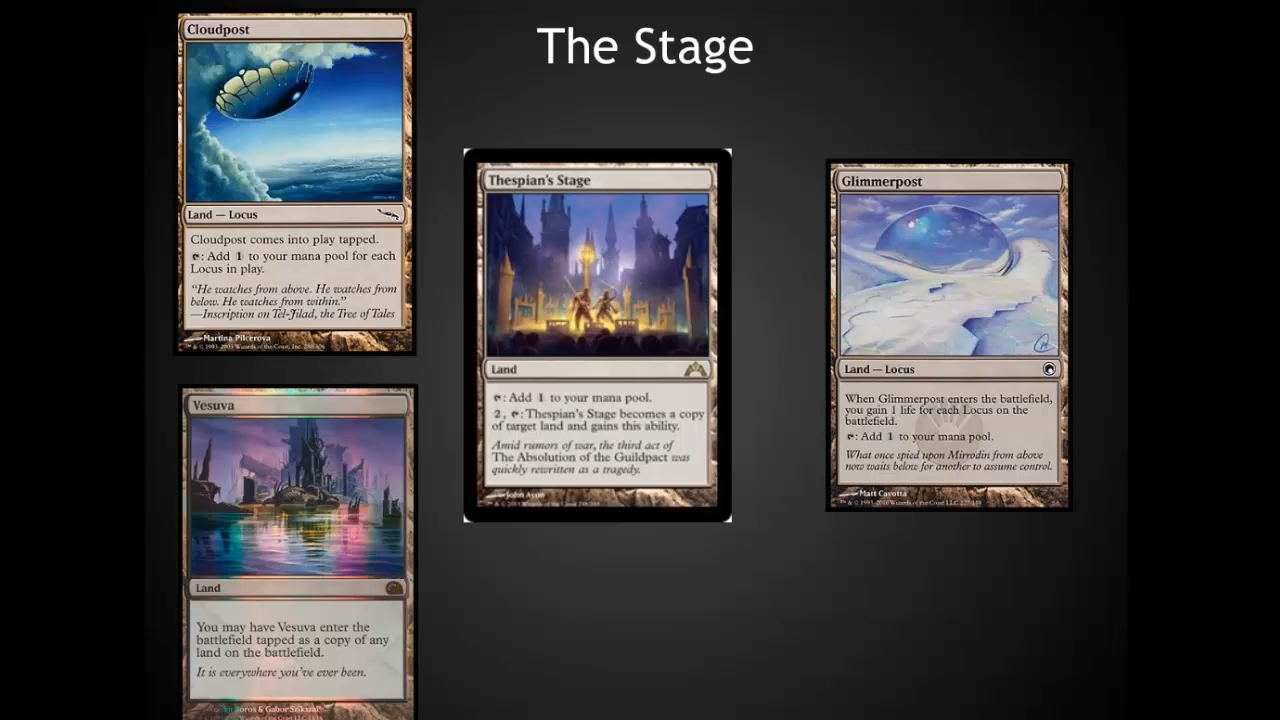 The Stage
Cloudpost
Land — Locus
Cloudpost comes into play tapped.
: Add 1 to your mana pool for each
Locus in play.
“He watches from above. He watches from
below. He watches from within.”
—Inscription on Tel-Jilad, the Tree of Tales
Martina Pilcerova
Vesuva
Land
You may have Vesuva enter the
battlefield tapped as a copy of any
land on the battlefield.
It is everywhere you've ever been.
Boros & Gabor Szikszai
Thespian's Stage
Land
: Add 1 to your mana pool.
2, : Thespian's Stage becomes a copy
of target land and gains this ability.
Amid rumors of war, the third act of
The Absolution of the Guildpact was
quickly rewritten as a tragedy.
John Avon
Glimmerpost
Land — Locus
When Glimmerpost enters the battlefield,
you gain 1 life for each Locus on the
battlefield.
: Add 1 to your mana pool.
What once spied upon Mirrodin from above
now waits below for another to assume control.
Matt Cavotta